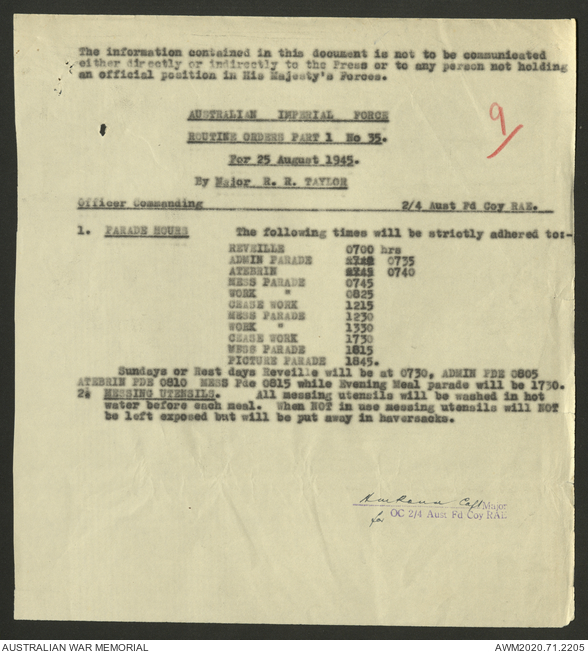 The information contained in this document is not to be communicated
either directly or indirectly to the Press or to any person not holding
an official position in His Majesty's Forces.
9
AUSTRALIAN IMPERIAL FORCE
ROUTINE ORDERS PART 1 No 35.
For 25 August 1945.
By Major R. R. TAYLOR
Officer Commanding 2/4 Aust Fd Coy RAE.
1. PARADE HOURS The following times will be strictly adhered to:-
REVEILLE 0700 hrs
ADMIN PARADE 0735
ATEBRIN 0740
MESS PARADE 0745
WORK " 0825
CEASE WORK 1215
MESS PARADE 1230
WORK " 1330
CEASE WORK 1730
MESS PARADE 1815
PICTURE PARADE 1845.
Sundays or Rest days Reveille will be at 0730, ADMIN PDE 0805
ATEBRIN PDE 0810 MESS Pde 0815 while Evening Meal parade will be 1730.
2. MESSING UTENSILS. All messing utensils will be washed in hot
water before each meal. When NOT in use messing utensils will NOT
be left exposed but will be put away in haversacks.
Capt Major
for OC 2/4 Aust Fd Coy RAE
AUSTRALIAN WAR MEMORIAL AWM2020.71.2205